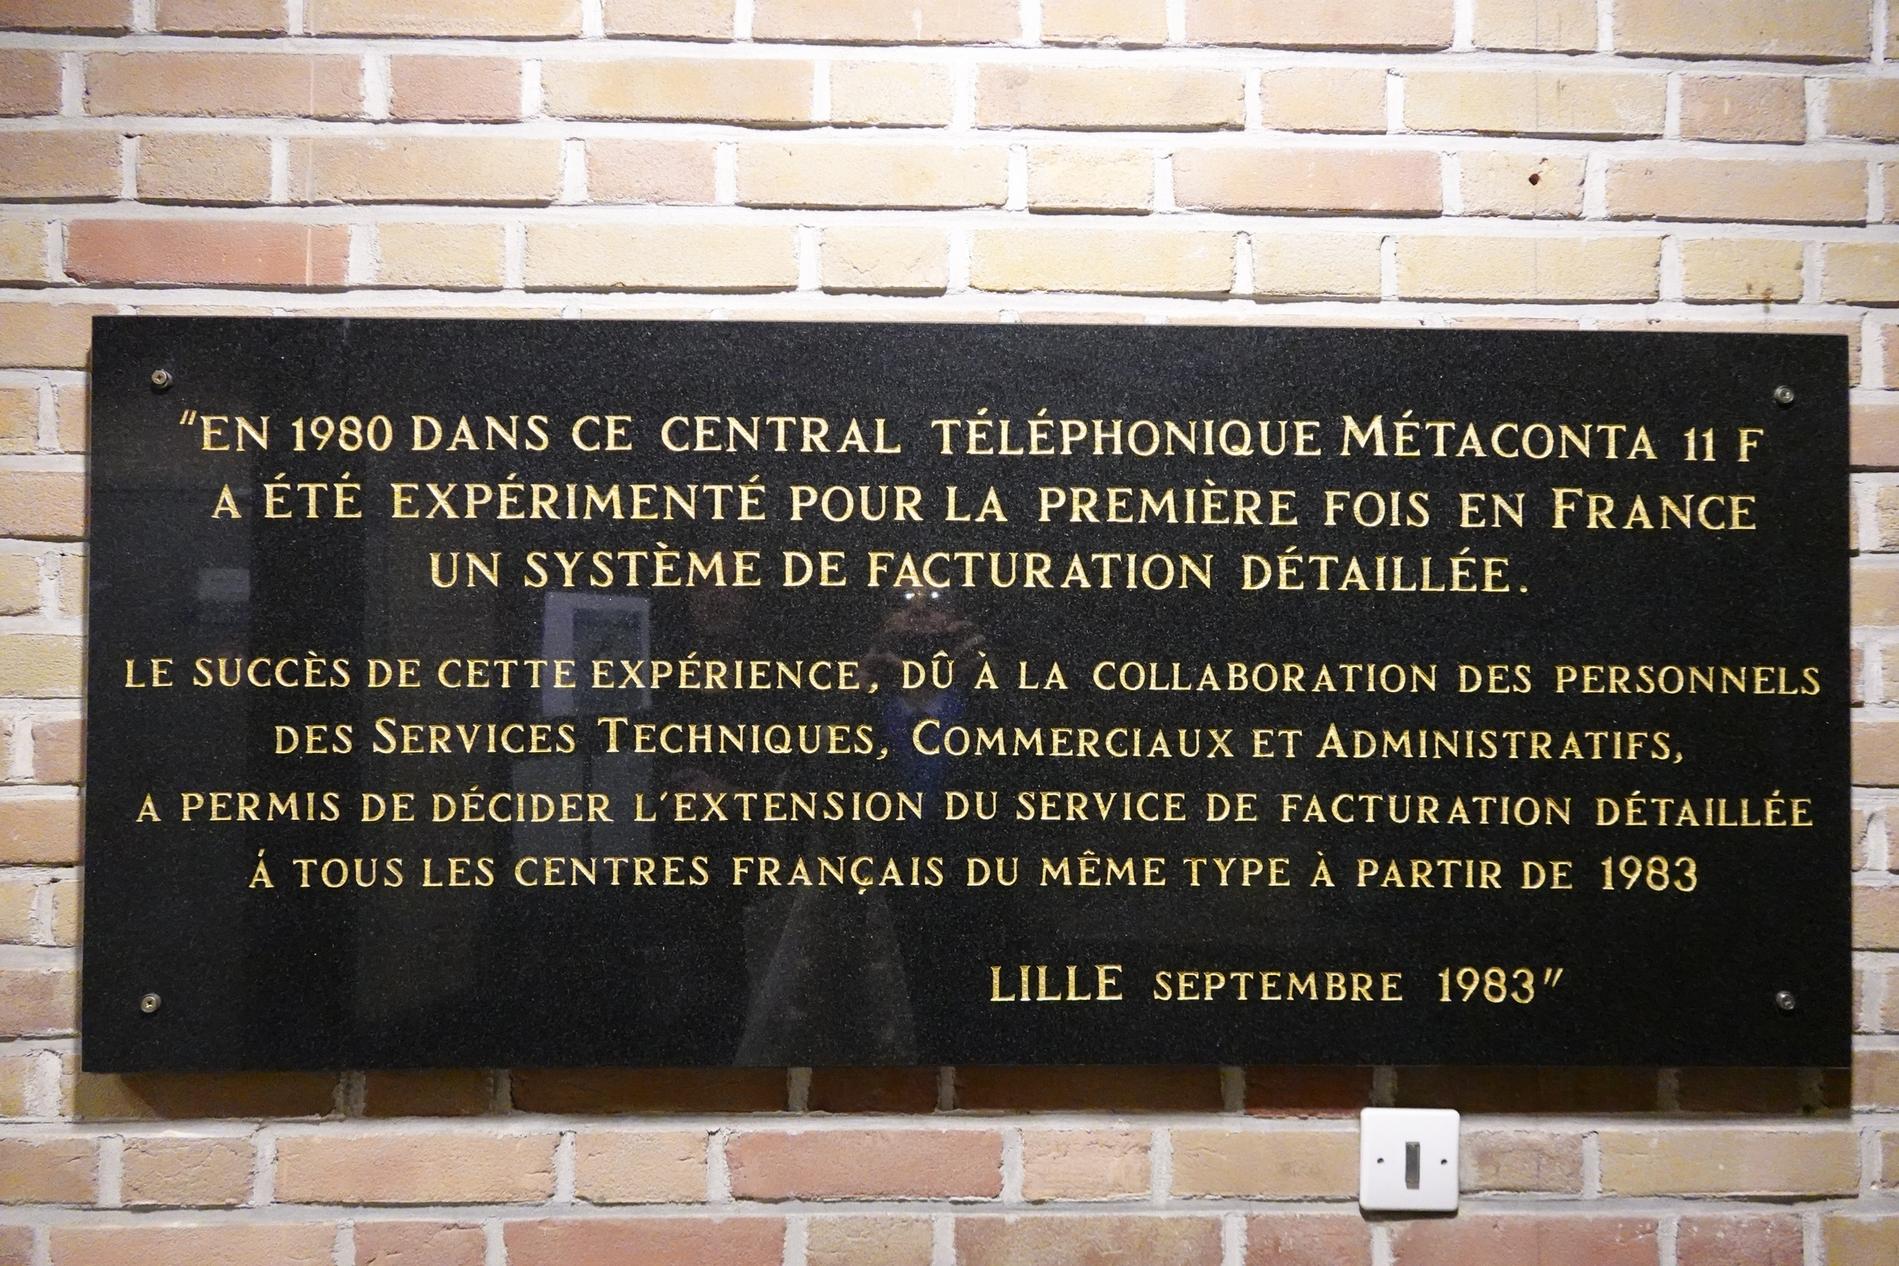 "EN 1980 DANS CE CENTRAL TÉLÉPHONIQUE MÉTACONTA 11 F
A ÉTÉ EXPÉRIMENTÉ POUR LA PREMIÈRE FOIS EN FRANCE
UN SYSTÈME DE FACTURATION DÉTAILLÉE.
LE SUCCÈS DE CETTE EXPÉRIENCE, DÛ À LA COLLABORATION DES PERSONNELS
DES SERVICES TECHNIQUES, COMMERCIAUX ET ADMINISTRATIFS,
A PERMIS DE DÉCIDER L'EXTENSION DU SERVICE DE FACTURATION DÉTAILLÉE
Á TOUS LES CENTRES FRANÇAIS DU MÊME TYPE À PARTIR DE 1983
LILLE SEPTEMBRE 1983"